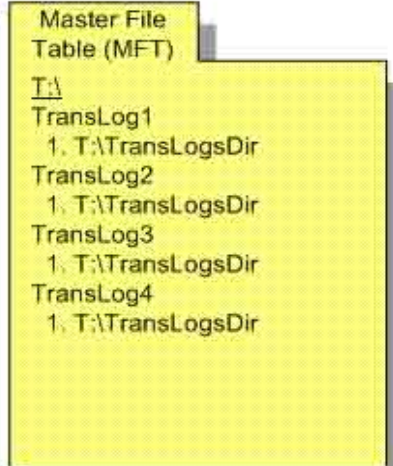 Master File
Table (MFT)
T:\
TransLog1
1. T:\TransLogsDir
TransLog2
1. T:\TransLogsDir
TransLog3
1. T:\TransLogsDir
TransLog4
1. T:\TransLogsDir